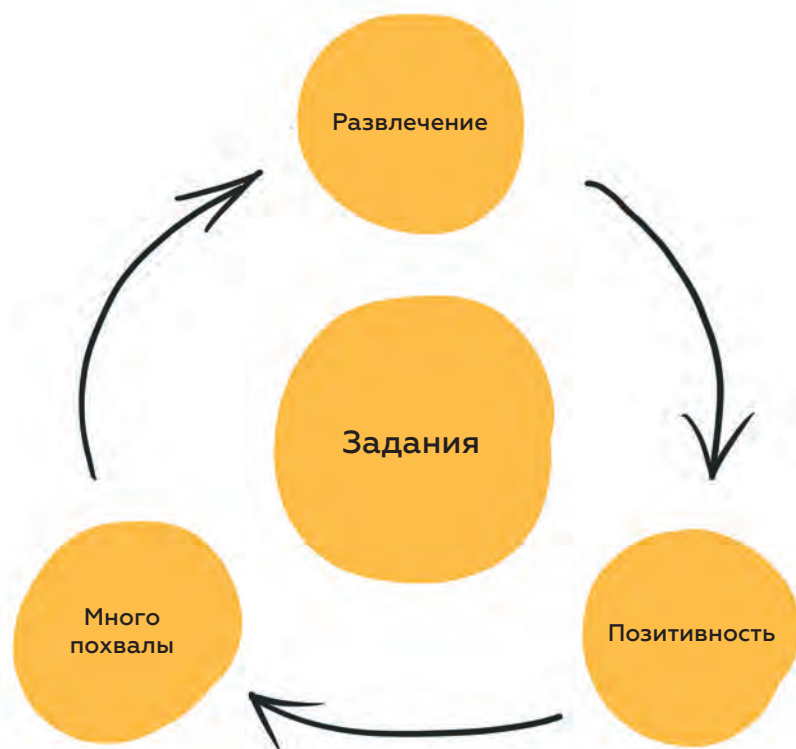 Развлечение
Задания
Много
похвалы
Позитивность